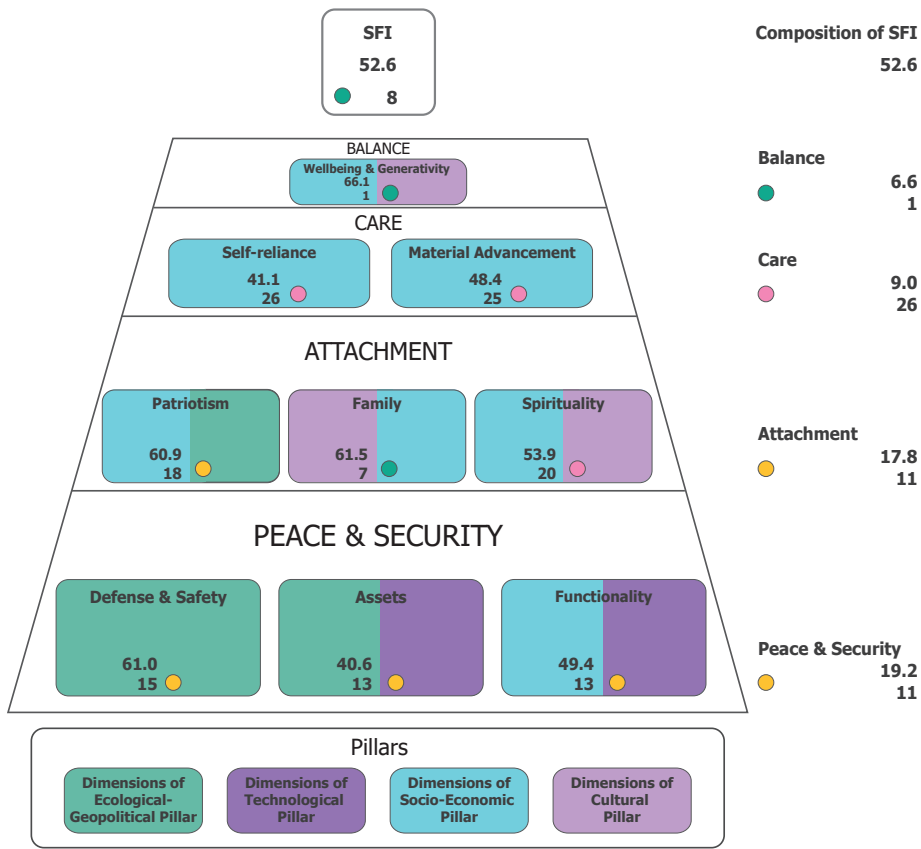 SFI
52.6
8
Composition of SFI
52.6
BALANCE
Wellbeing & Generativity
66.1
1
Balance
6.6
1
CARE
Self-reliance
41.1
26
Material Advancement
48.4
25
Care
9.0
26
ATTACHMENT
Patriotism
60.9
18
Family
61.5
7
Spirituality
53.9
20
Attachment
17.8
11
PEACE & SECURITY
Defense & Safety
61.0
15
Assets
40.6
13
Functionality
49.4
13
Peace & Security
19.2
11
Pillars
Dimensions of
Ecological-
Geopolitical Pillar
Dimensions of
Technological
Pillar
Dimensions of
Socio-Economic
Pillar
Dimensions of
Cultural
Pillar